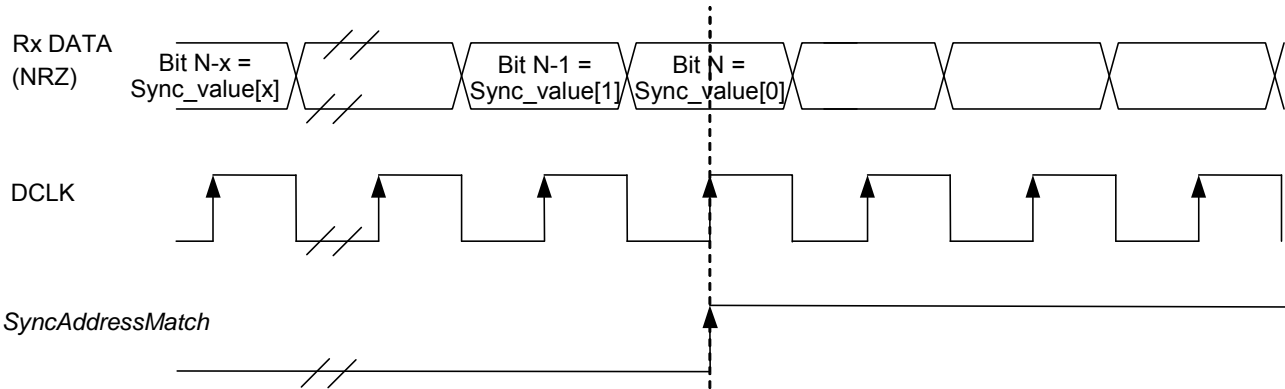 Rx DATA
(NRZ)
Bit N-x =
Sync_value[x]
Bit N-1 =
Sync_value[1]
Bit N =
Sync_value[0]
DCLK
SyncAddressMatch